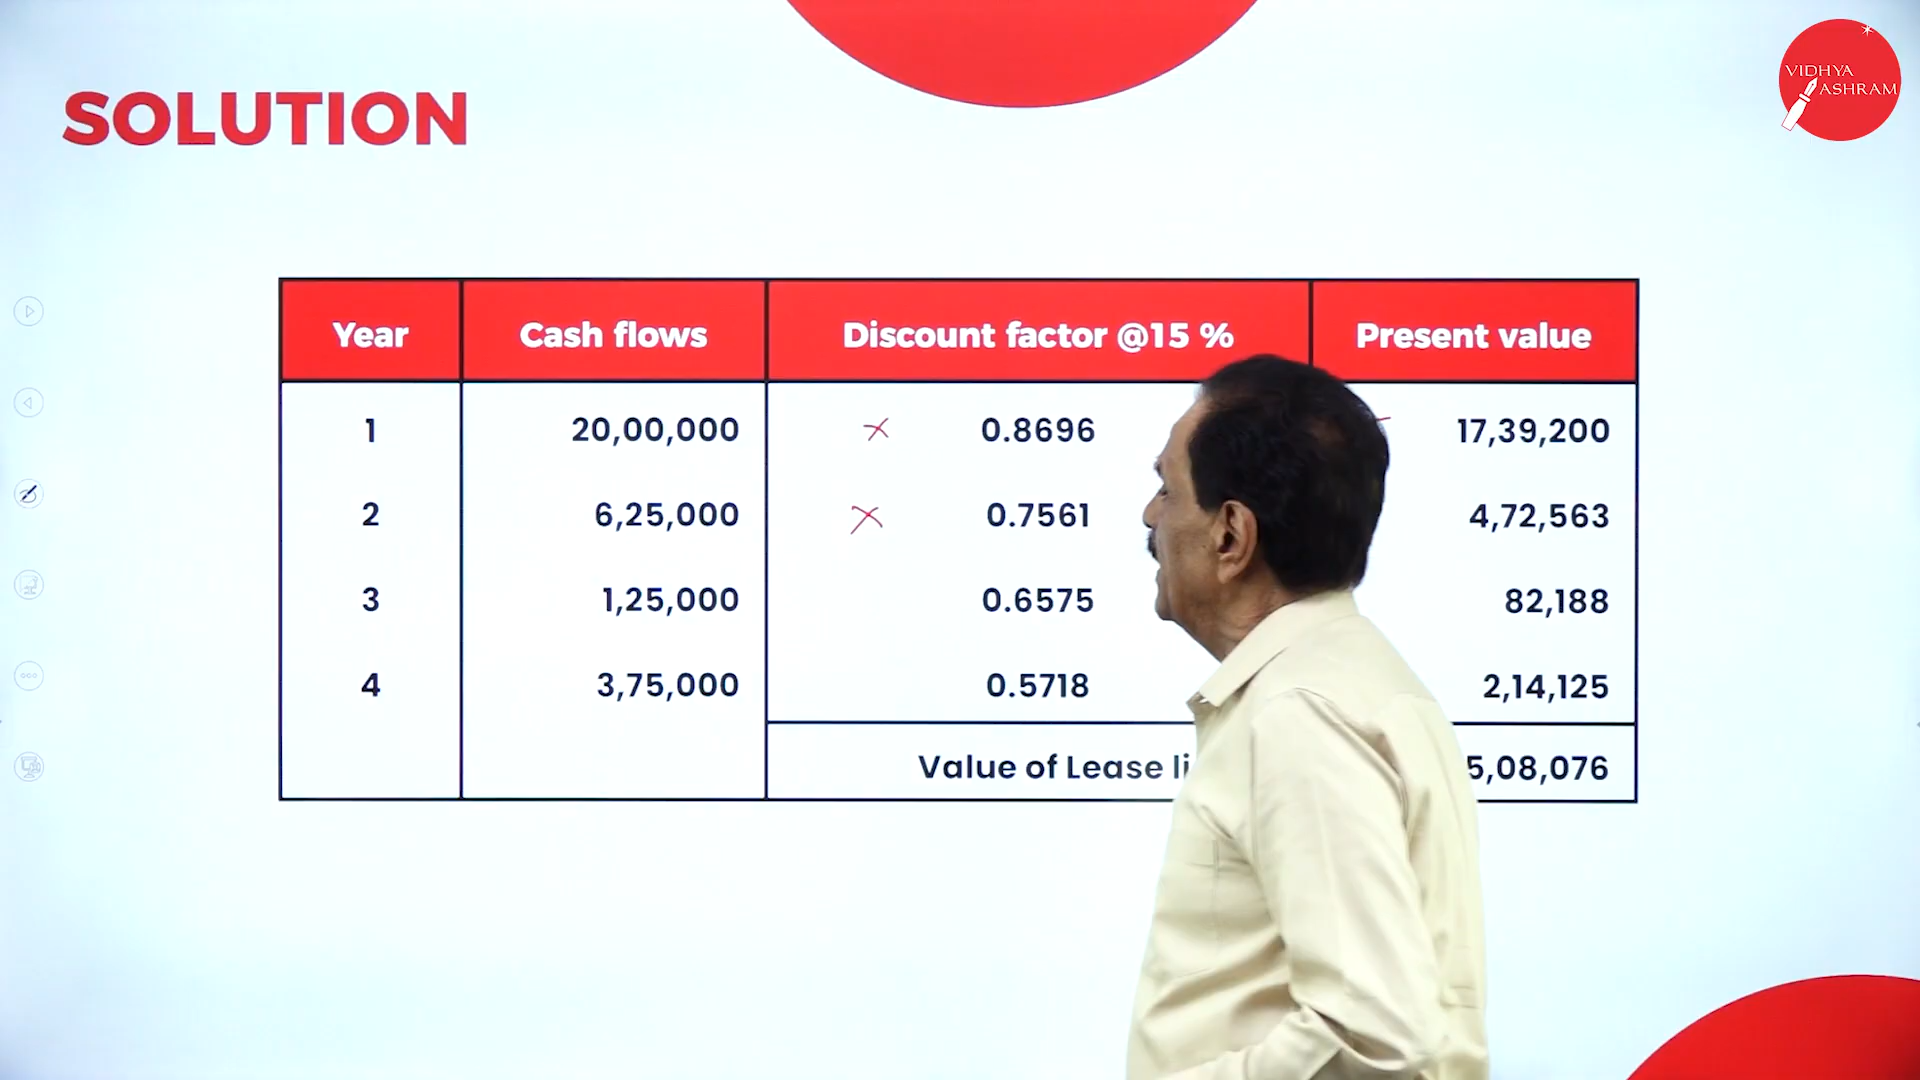 VIDHYA
ASHRAM
SOLUTION
Year Cash flows Discount factor @15 % Present value
1 20,00,000 × 0.8696 17,39,200
2 6,25,000 × 0.7561 4,72,563
3 1,25,000 0.6575 82,188
4 3,75,000 0.5718 2,14,125
Value of Lease 5,08,076